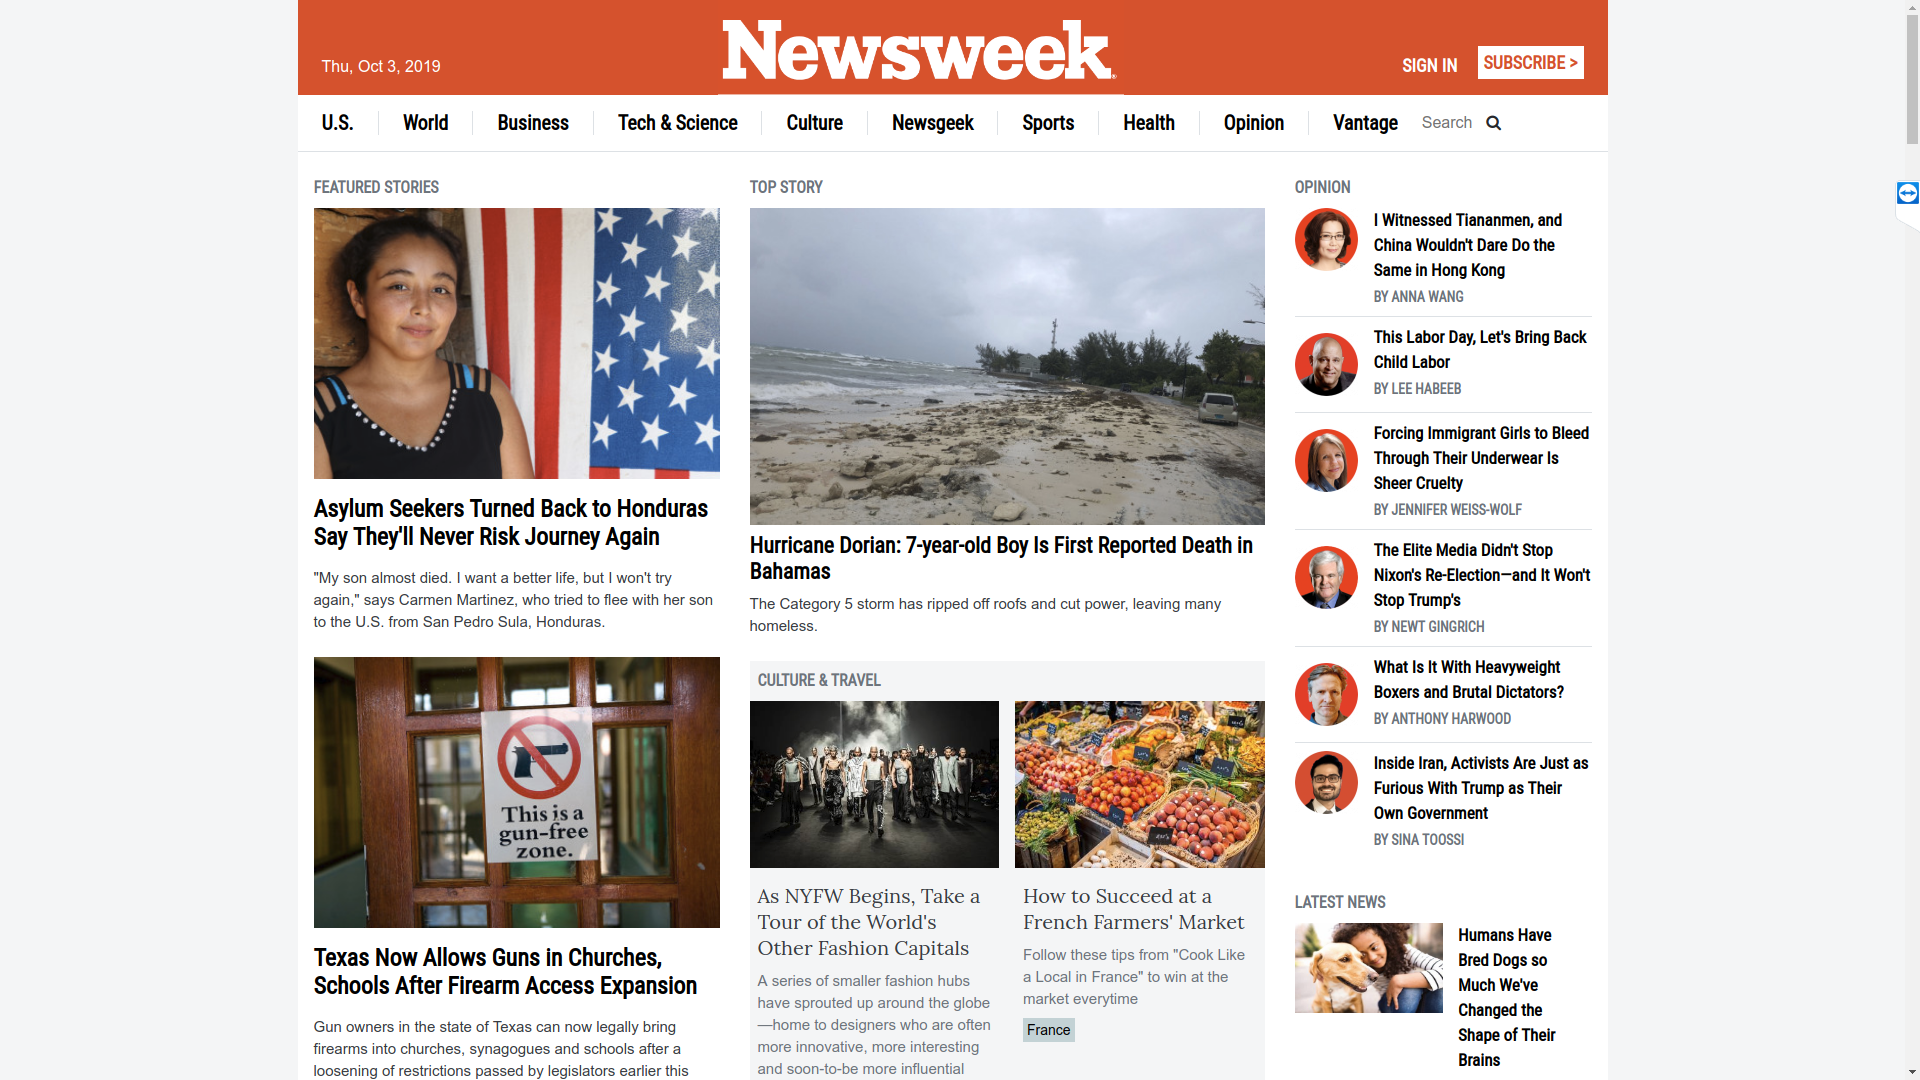 Newsweek
Thu, Oct 3, 2019
SIGN IN
SUBSCRIBE >
U.S.
World
Business
Tech & Science
Culture
Newsgeek
Sports
Health
Opinion
Vantage
Search
FEATURED STORIES
Asylum Seekers Turned Back to Honduras
Say They'll Never Risk Journey Again
"My son almost died. I want a better life, but I won't try
again," says Carmen Martinez, who tried to flee with her son
to the U.S. from San Pedro Sula, Honduras.
This is a
gun-free
zone.
Texas Now Allows Guns in Churches,
Schools After Firearm Access Expansion
Gun owners in the state of Texas can now legally bring
firearms into churches, synagogues and schools after a
loosening of restrictions passed by legislators earlier this
TOP STORY
Hurricane Dorian: 7-year-old Boy Is First Reported Death in
Bahamas
The Category 5 storm has ripped off roofs and cut power, leaving many
homeless.
CULTURE & TRAVEL
As NYFW Begins, Take a
Tour of the World's
Other Fashion Capitals
A series of smaller fashion hubs
have sprouted up around the globe
—home to designers who are often
more innovative, more interesting
and soon-to-be more influential
How to Succeed at a
French Farmers' Market
Follow these tips from "Cook Like
a Local in France" to win at the
market everytime
France
OPINION
I Witnessed Tiananmen, and
China Wouldn't Dare Do the
Same in Hong Kong
BY ANNA WANG
This Labor Day, Let's Bring Back
Child Labor
BY LEE HABEEB
Forcing Immigrant Girls to Bleed
Through Their Underwear Is
Sheer Cruelty
BY JENNIFER WEISS-WOLF
The Elite Media Didn't Stop
Nixon's Re-Election—and It Won't
Stop Trump's
BY NEWT GINGRICH
What Is It With Heavyweight
Boxers and Brutal Dictators?
BY ANTHONY HARWOOD
Inside Iran, Activists Are Just as
Furious With Trump as Their
Own Government
BY SINA TOOSSI
LATEST NEWS
Humans Have
Bred Dogs so
Much We've
Changed the
Shape of Their
Brains